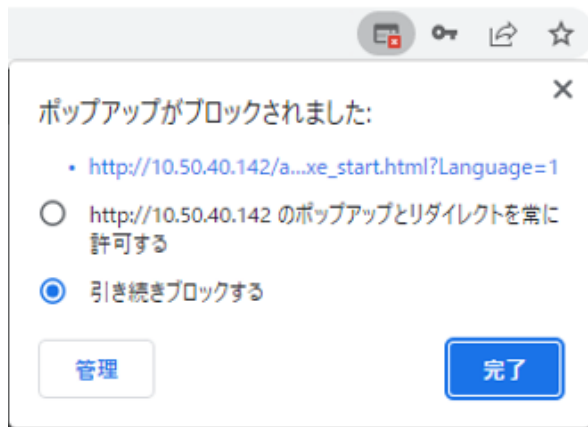 ポップアップがブロックされました:
• http://10.50.40.142/a...xe_start.html?Language=1
http://10.50.40.142 のポップアップとリダイレクトを常に
許可する
引き続きブロックする
管理
完了